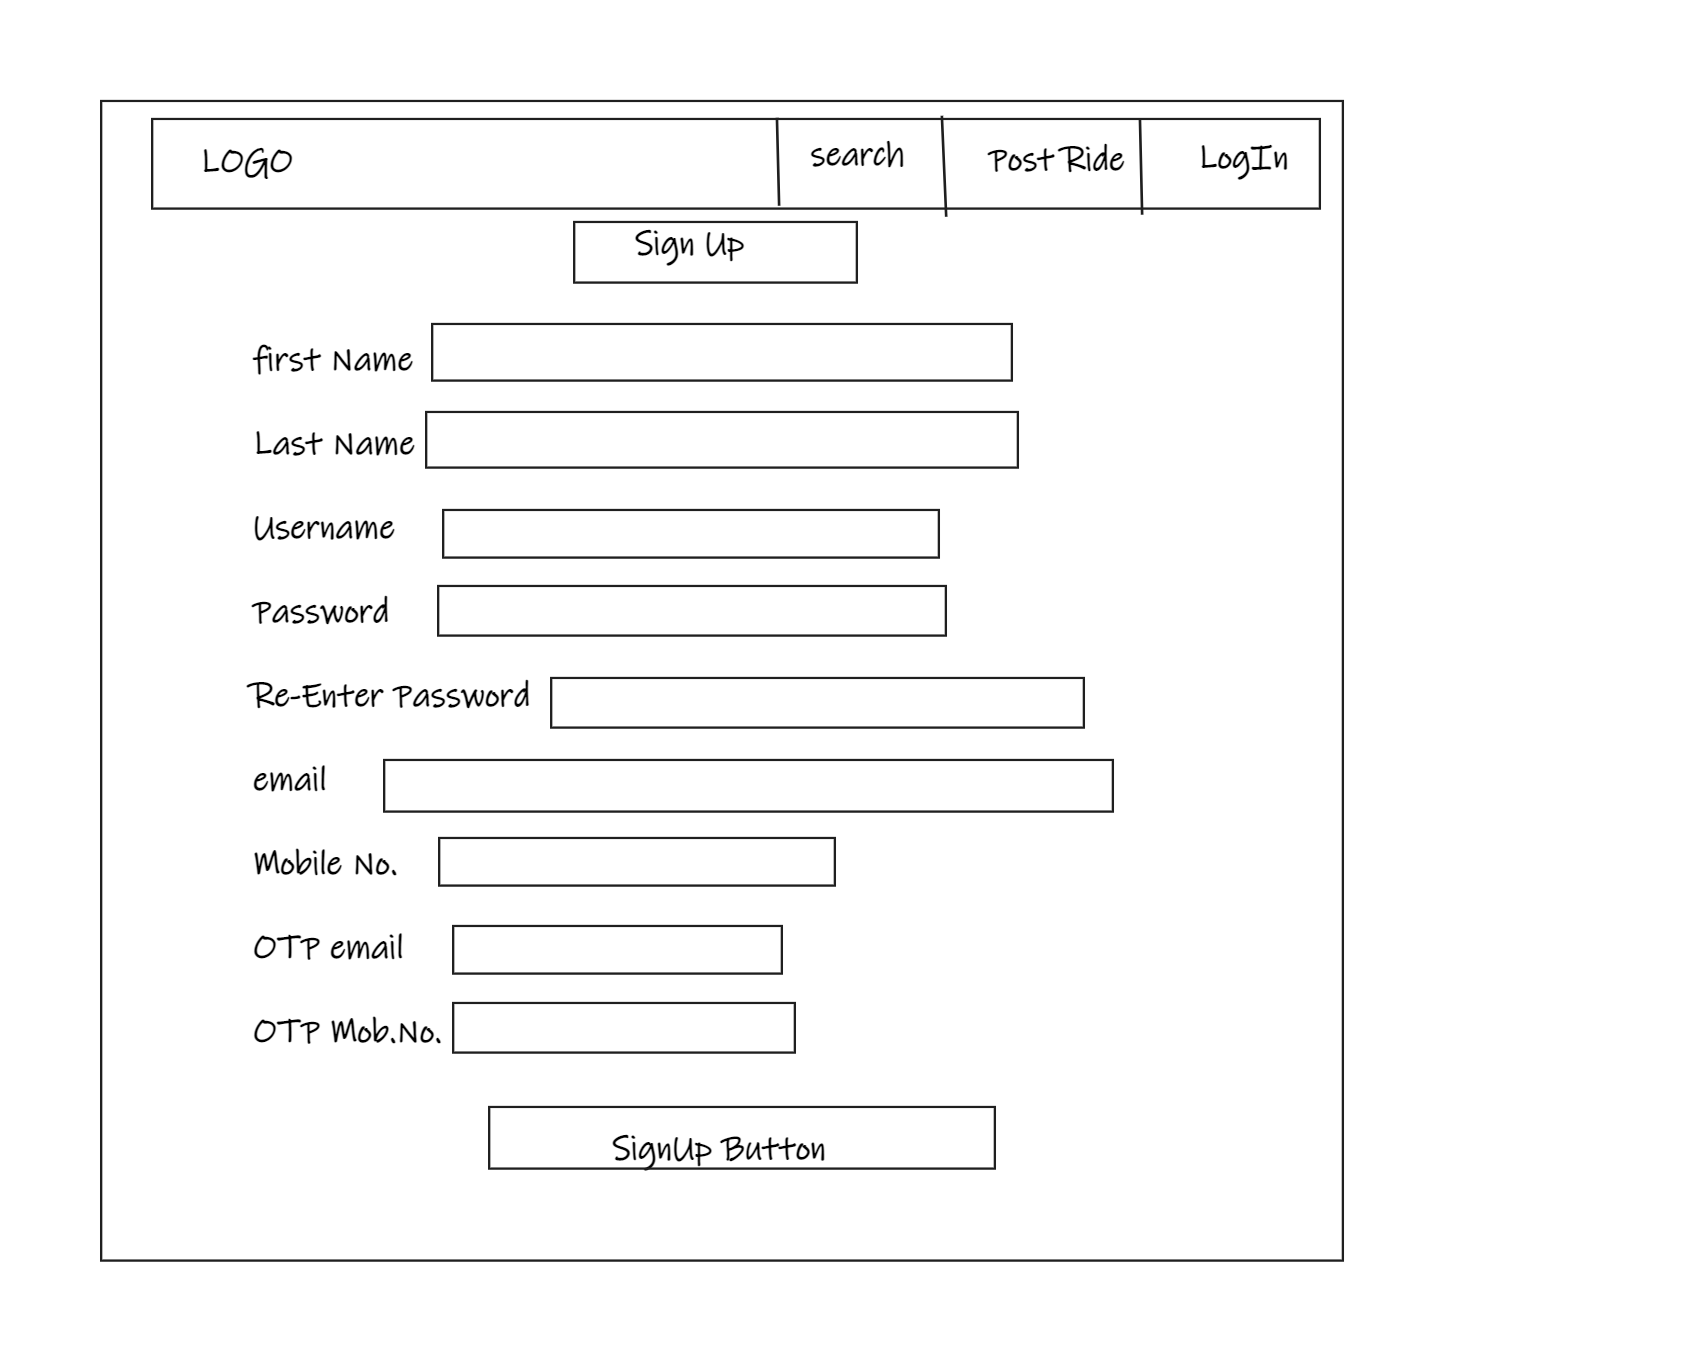 LOGO search Post Ride LogIn
Sign Up
first Name
Last Name
Username
Password
Re-Enter Password
email
Mobile No.
OTP email
OTP Mob.No.
SignUp Button